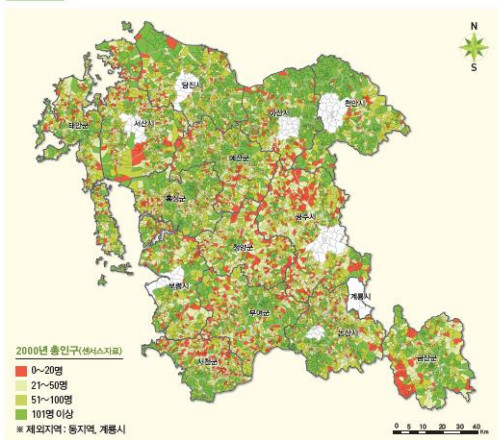 N
S
당진시
서산시
태안군
아산시
천안시
예산군
홍성군
공주시
청양군
보령시
부여군
계룡시
논산시
서천군
금산군
2000년 총인구(센서스자료)
0~20명
21~50명
51~100명
101명 이상
※ 제외지역 : 동지역, 계룡시
0 5 10 20 30 40
Km